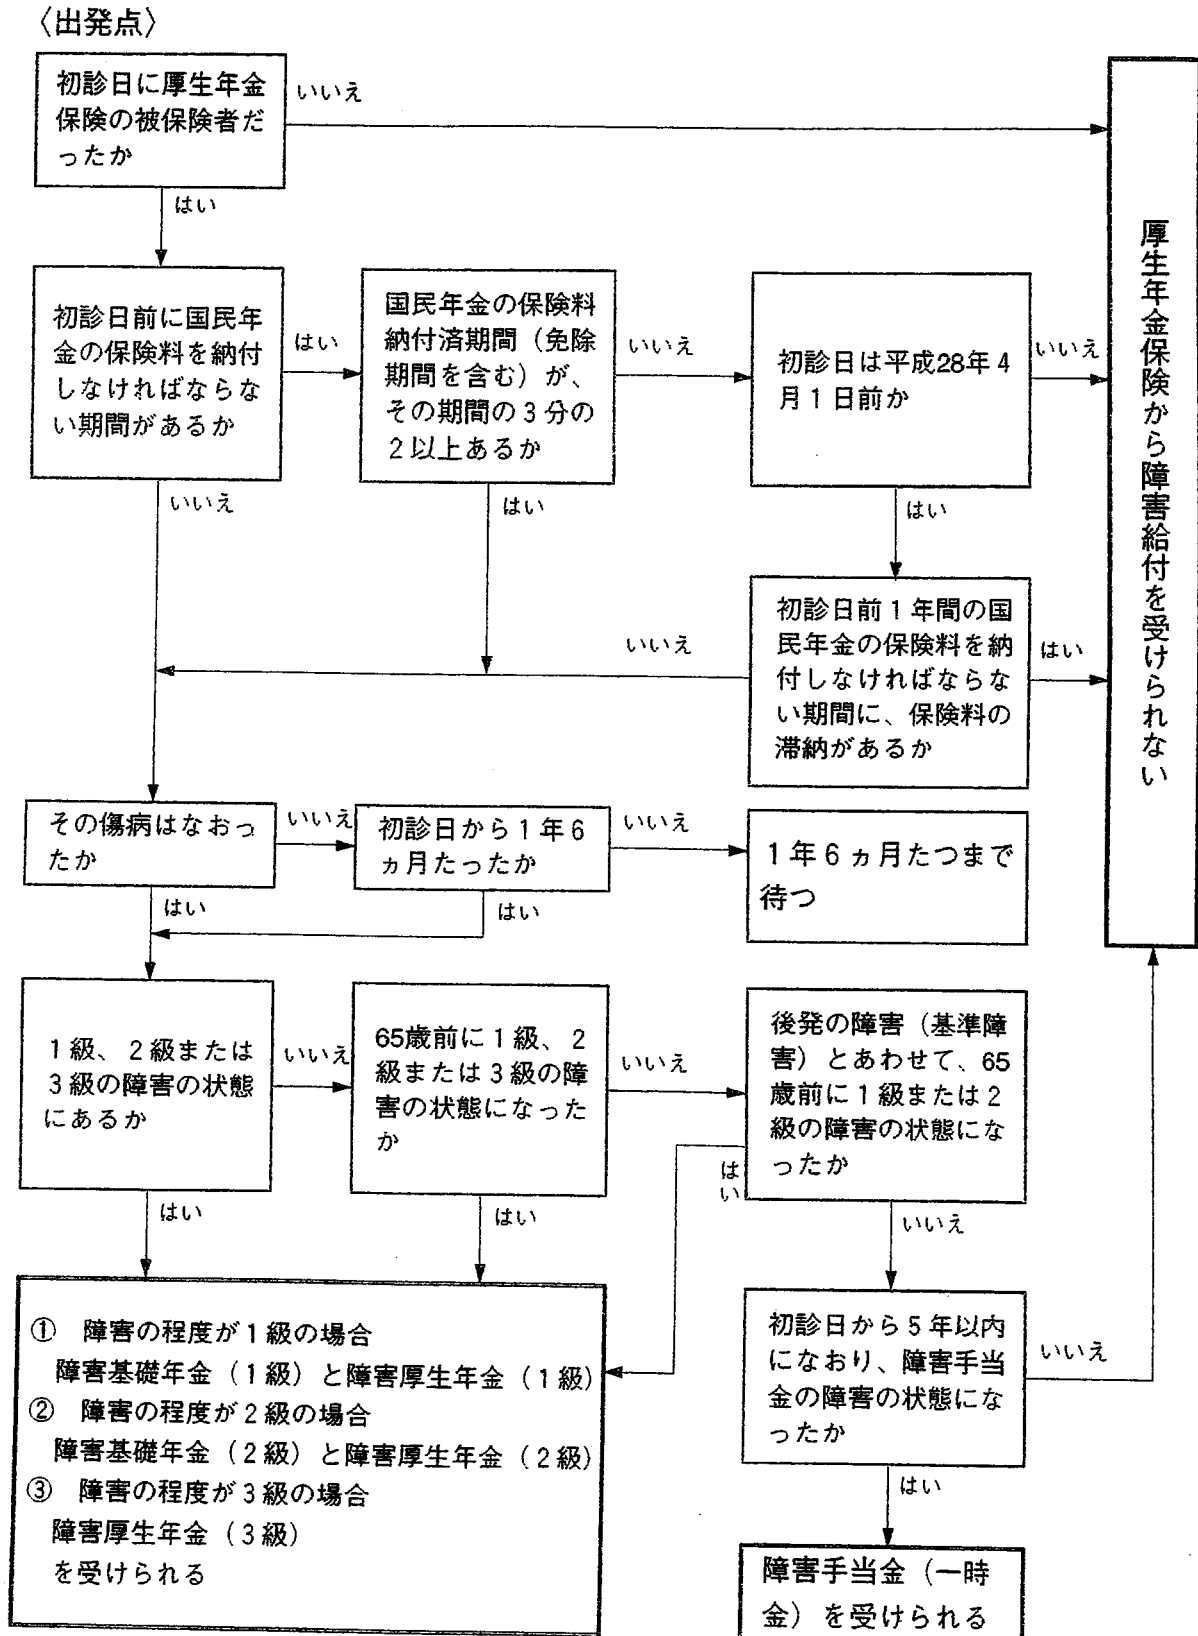 〈出発点〉
初診日に厚生年金
保険の被保険者だ
ったか
いいえ
はい
初診日前に国民年
金の保険料を納付
しなければならな
い期間があるか
はい
いいえ
国民年金の保険料
納付済期間（免除
期間を含む）が、
その期間の3分の
2以上あるか
いいえ
はい
初診日は平成28年4
月1日前か
いいえ
はい
初診日前1年間の国
民年金の保険料を納
付しなければならな
い期間に、保険料の
滞納があるか
いいえ
はい
厚生年金保険から障害給付を受けられない
その傷病はなおっ
たか
いいえ
はい
初診日から1年6
ヵ月たったか
いいえ
はい
1年6ヵ月たつまで
待つ
1級、2級または
3級の障害の状態
にあるか
いいえ
はい
65歳前に1級、2
級または3級の障
害の状態になった
か
いいえ
はい
後発の障害（基準障
害）とあわせて、65
歳前に1級または2
級の障害の状態にな
ったか
はい
いいえ
初診日から5年以内
になおり、障害手当
金の障害の状態にな
ったか
いいえ
はい
障害手当金（一時
金）を受けられる
① 障害の程度が1級の場合
障害基礎年金（1級）と障害厚生年金（1級）
② 障害の程度が2級の場合
障害基礎年金（2級）と障害厚生年金（2級）
③ 障害の程度が3級の場合
障害厚生年金（3級）
を受けられる